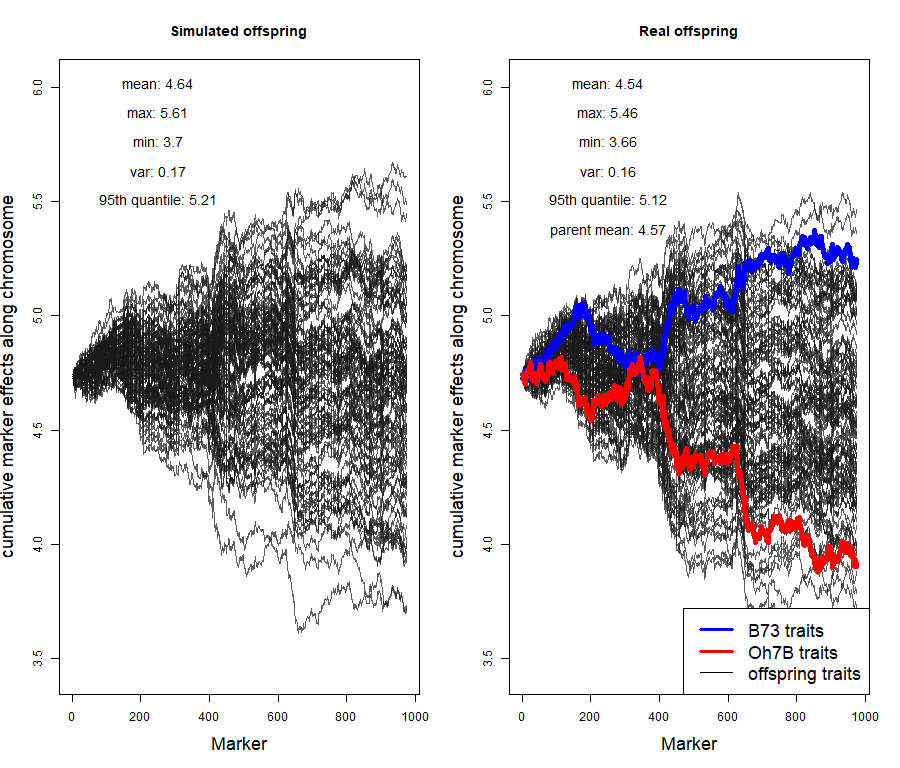 Simulated offspring
mean: 4.64
max: 5.61
min: 3.7
var: 0.17
95th quantile: 5.21
cumulative marker effects along chromosome
6.0
5.5
5.0
4.5
4.0
3.5
0 200 400 600 800 1000
Marker
Real offspring
mean: 4.54
max: 5.46
min: 3.66
var: 0.16
95th quantile: 5.12
parent mean: 4.57
cumulative marker effects along chromosome
6.0
5.5
5.0
4.5
4.0
3.5
B73 traits
Oh7B traits
offspring traits
0 200 400 600 800 1000
Marker